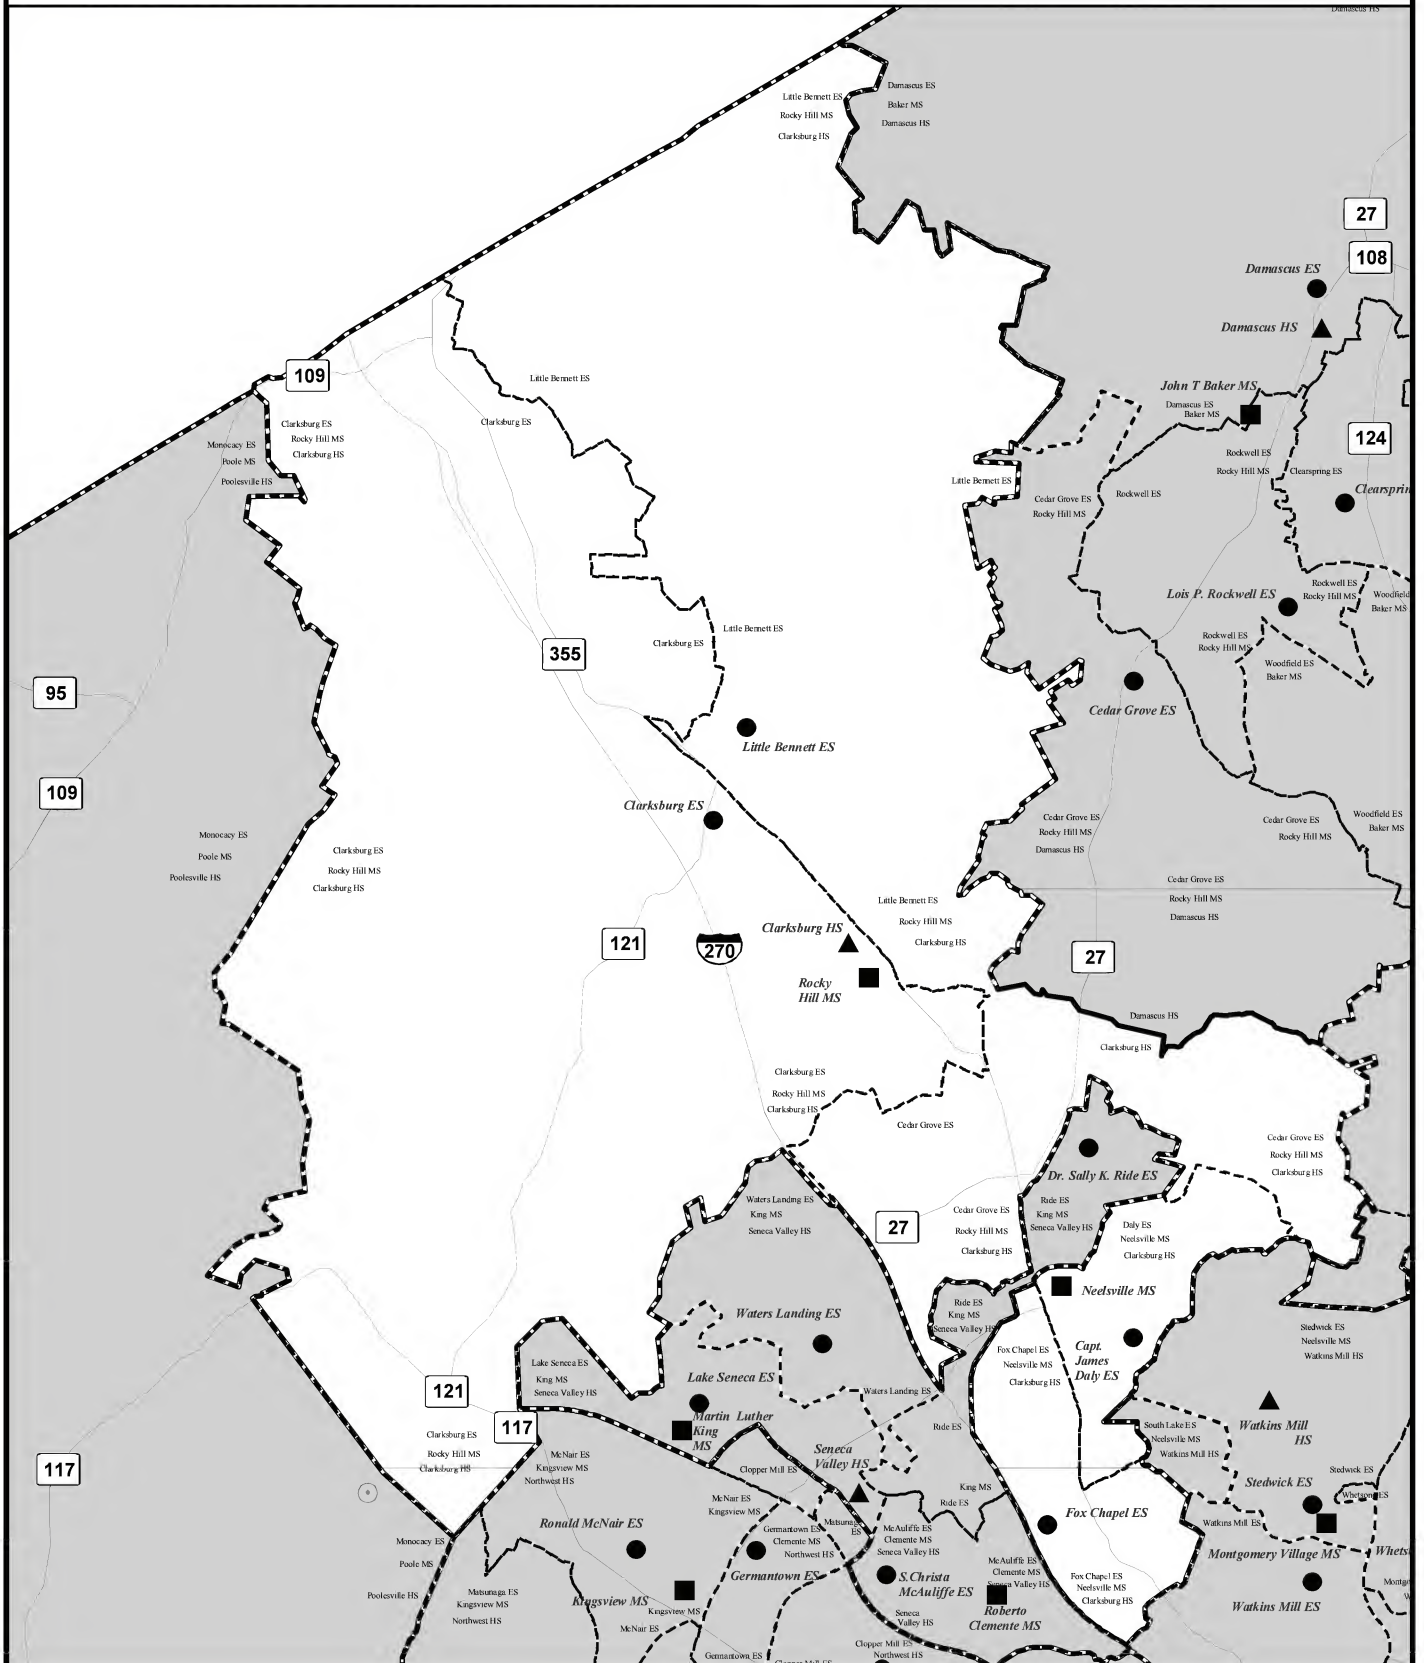 Damascus HS
Damascus ES
Baker MS
Damascus HS
Little Bennett ES
Rocky Hill MS
Clarksburg HS
27
108
Damascus ES
Damascus HS
109
John T Baker MS
Damascus ES
Baker MS
Little Bennett ES
Clarksburg ES
Clarksburg ES
Rocky Hill MS
Clarksburg HS
Monocacy ES
Poole MS
Poolesville HS
124
Rockwell ES
Rocky Hill MS
Clearspring ES
Clearsprin
Little Bennett ES
Cedar Grove ES
Rocky Hill MS
Rockwell ES
Lois P. Rockwell ES
Rockwell ES
Rocky Hill MS
Woodfield
Baker MS
Rockwell ES
Rocky Hill MS
Woodfield ES
Baker MS
Little Bennett ES
Clarksburg ES
355
95
Cedar Grove ES
Little Bennett ES
109
Clarksburg ES
Cedar Grove ES
Rocky Hill MS
Damascus HS
Cedar Grove ES
Rocky Hill MS
Woodfield ES
Baker MS
Monocacy ES
Poole MS
Poolesville HS
Clarksburg ES
Rocky Hill MS
Clarksburg HS
Cedar Grove ES
Rocky Hill MS
Damascus HS
Little Bennett ES
Rocky Hill MS
Clarksburg HS
Clarksburg HS
121
270
27
Rocky
Hill MS
Damascus HS
Clarksburg HS
Clarksburg ES
Rocky Hill MS
Clarksburg HS
Cedar Grove ES
Cedar Grove ES
Rocky Hill MS
Clarksburg HS
Dr. Sally K. Ride ES
Ride ES
King MS
Seneca Valley HS
Waters Landing ES
King MS
Seneca Valley HS
27
Cedar Grove ES
Rocky Hill MS
Clarksburg HS
Daly ES
Neelsville MS
Clarksburg HS
Neelsville MS
Ride ES
King MS
Seneca Valley HS
Waters Landing ES
Stedwick ES
Neelsville MS
Watkins Mill HS
Fox Chapel ES
Neelsville MS
Clarksburg HS
Capt.
James
Daly ES
Lake Seneca ES
King MS
Seneca Valley HS
Lake Seneca ES
Waters Landing ES
121
117
Martin Luther
King
MS
Ride ES
South Lake ES
Neelsville MS
Watkins Mill HS
Watkins Mill
HS
Clarksburg ES
Rocky Hill MS
Clarksburg HS
117
McNair ES
Kingsview MS
Northwest HS
Clopper Mill ES
Seneca
Valley HS
King MS
Ride ES
Stedwick ES
Stedwick ES
Whetson ES
McNair ES
Kingsview MS
Ronald McNair ES
Germantown ES
Clemente MS
Northwest HS
Matsunaga
ES
McAuliffe ES
Clemente MS
Seneca Valley HS
Fox Chapel ES
Watkins Mill ES
Montgomery Village MS
Whets
Monocacy ES
Poole MS
Poolesville HS
Germantown ES
S.Christa
McAuliffe ES
McAuliffe ES
Clemente MS
Seneca Valley HS
Fox Chapel ES
Neelsville MS
Clarksburg HS
Watkins Mill ES
Matsunaga ES
Kingsview MS
Northwest HS
Kingsview MS
Kingsview MS
McNair ES
Seneca
Valley HS
Roberto
Clemente MS
Germantown ES
Clopper Mill ES
Clopper Mill ES
Northwest HS